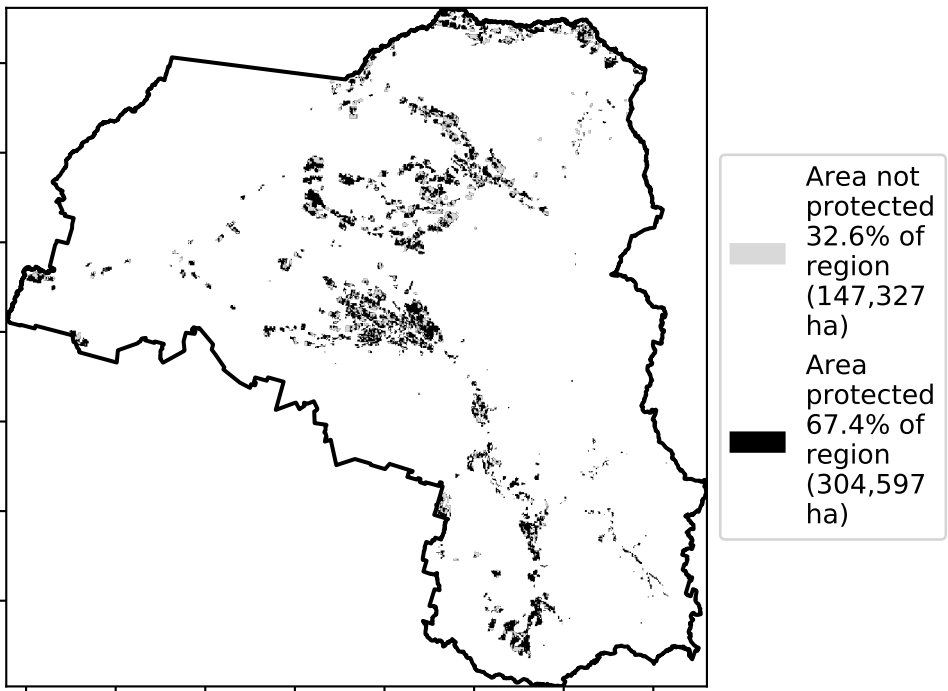 Area not
protected
32.6% of
region
(147,327
ha)
Area
protected
67.4% of
region
(304,597
ha)